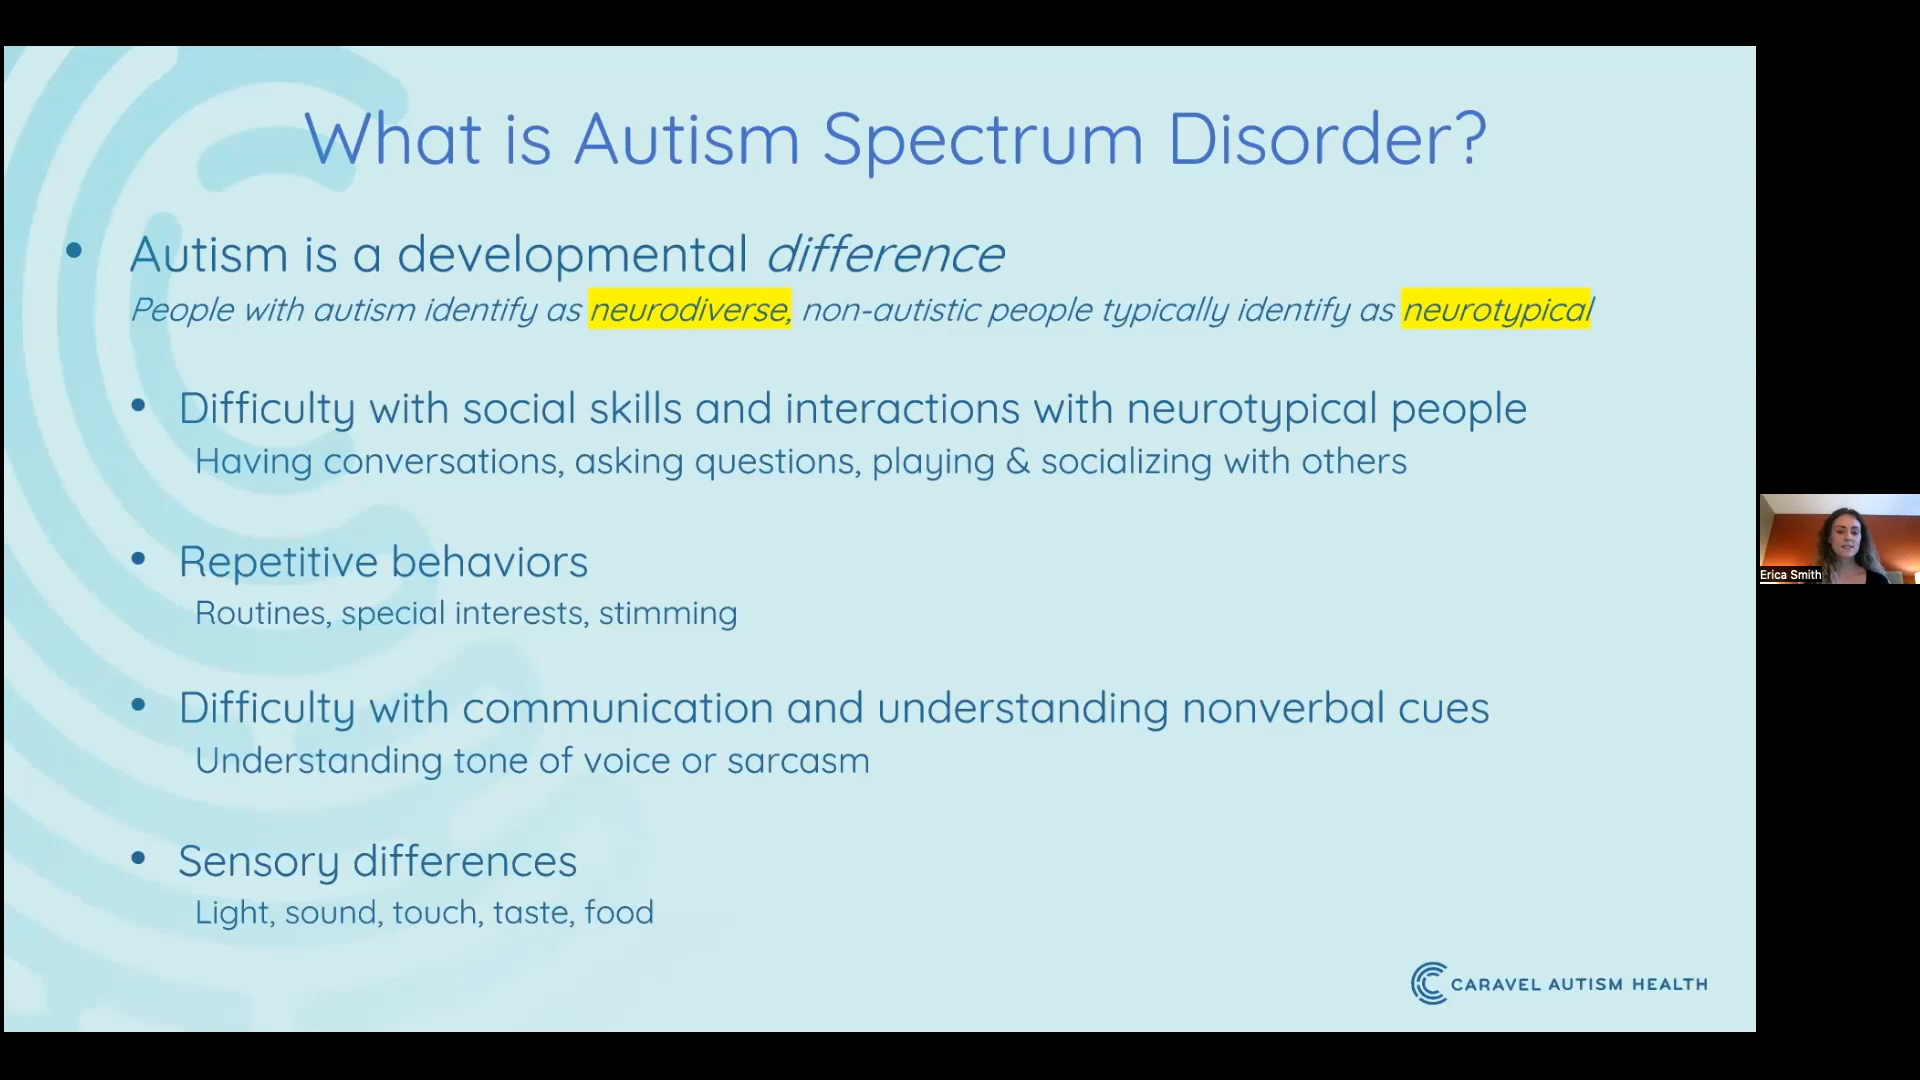 What is Autism Spectrum Disorder?
• Autism is a developmental difference
People with autism identify as neurodiverse, non-autistic people typically identify as neurotypical
• Difficulty with social skills and interactions with neurotypical people
Having conversations, asking questions, playing & socializing with others
• Repetitive behaviors
Routines, special interests, stimming
• Difficulty with communication and understanding nonverbal cues
Understanding tone of voice or sarcasm
• Sensory differences
Light, sound, touch, taste, food
CARAVEL AUTISM HEALTH
Erica Smith